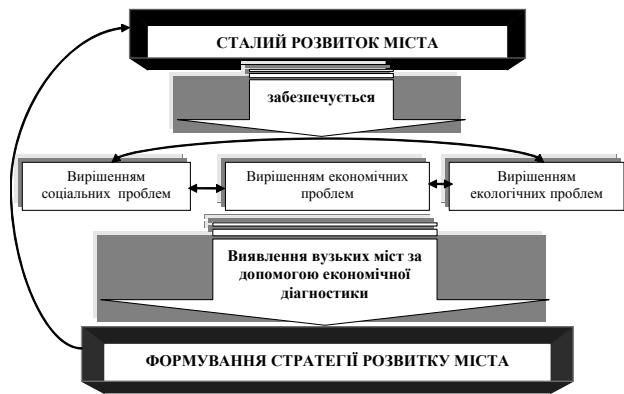 СТАЛИЙ РОЗВИТОК МІСТА
забезпечується
Вирішенням
соціальних проблем
Вирішенням економічних
проблем
Вирішенням
екологічних проблем
Виявлення вузьких міст за
допомогою економічної
діагностики
ФОРМУВАННЯ СТРАТЕГІЇ РОЗВИТКУ МІСТА